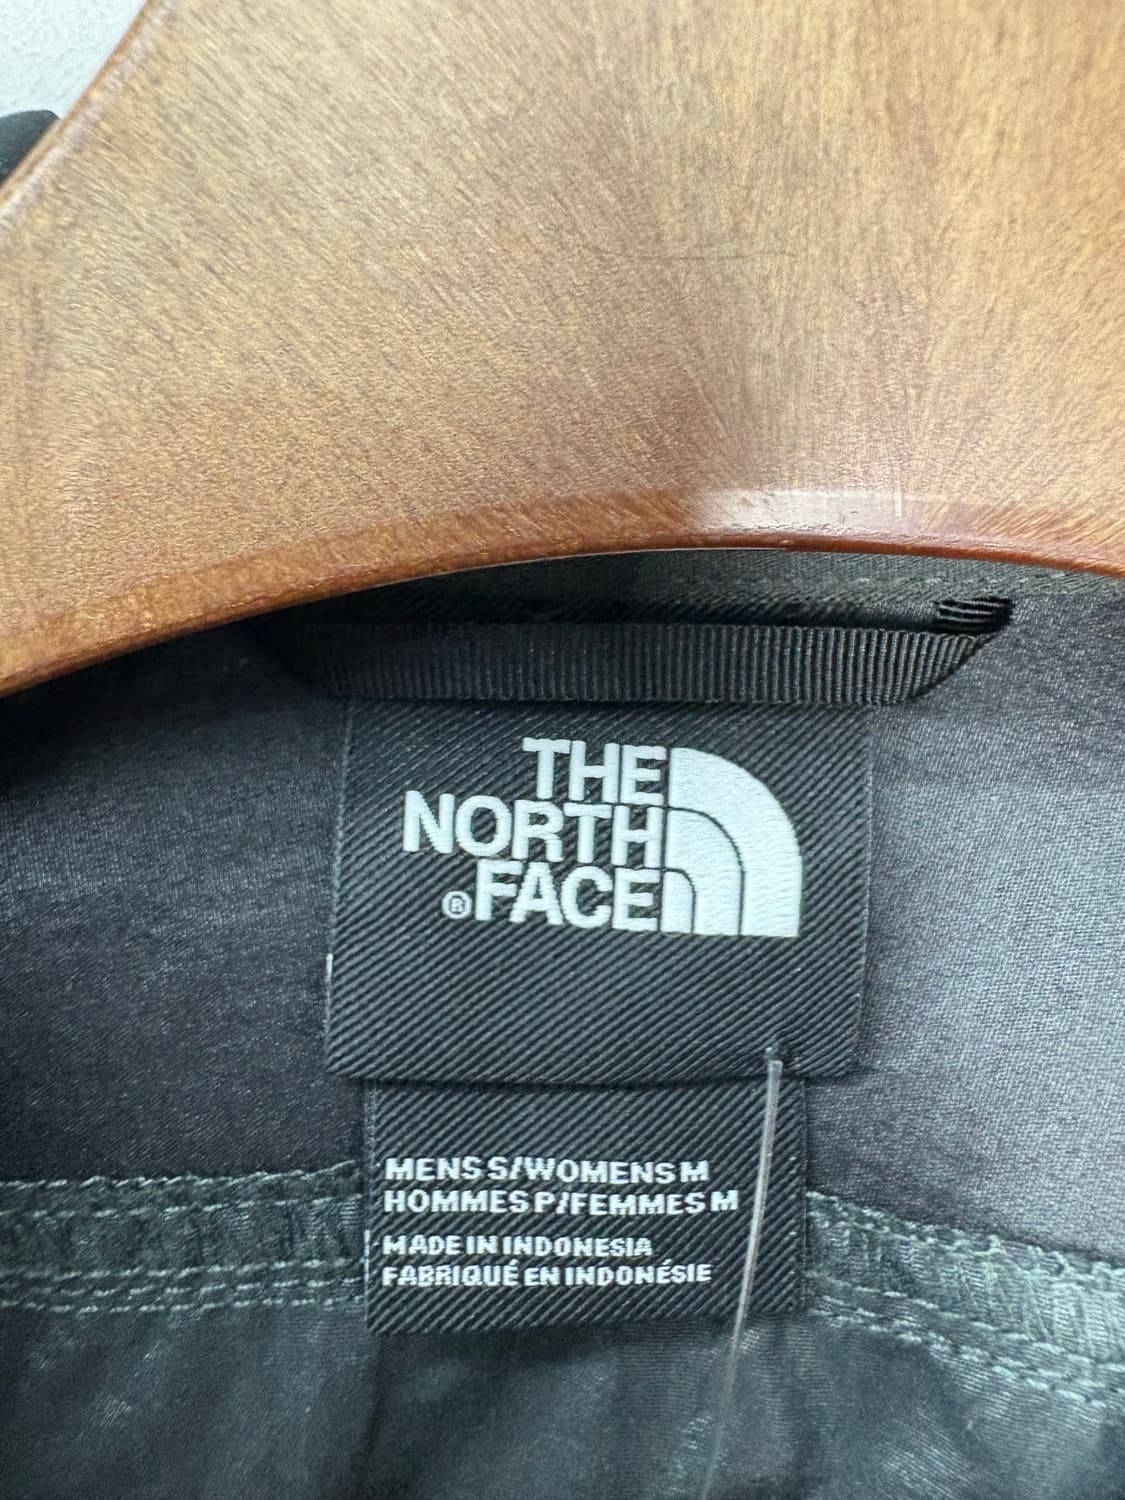 THE
NORTH
®FACE
MENS S/WOMENS M
HOMMES P/FEMMES M
MADE IN INDONESIA
FABRIQUÉ EN INDONÉSIE